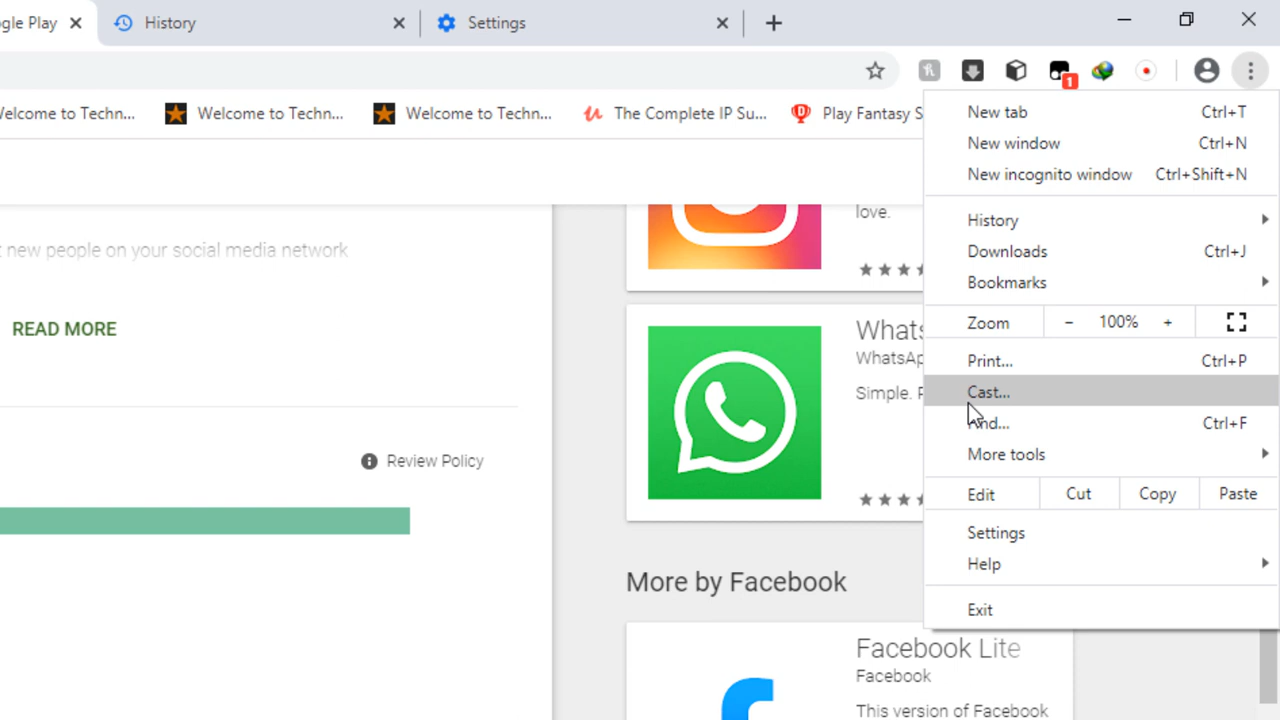 gle Play
History
Settings
1
elcome to Techn...
Welcome to Techn...
Welcome to Techn...
The Complete IP Su...
Play Fantasy S
New tab Ctrl+T
New window Ctrl+N
New incognito window Ctrl+Shift+N
History
Downloads Ctrl+J
Bookmarks
Zoom - 100% +
Print... Ctrl+P
Cast...
Find... Ctrl+F
More tools
Edit Cut Copy Paste
Settings
Help
Exit
love.
t new people on your social media network
READ MORE
Whats
WhatsAp
Simple.
Review Policy
More by Facebook
Facebook Lite
Facebook
This version of Facebook